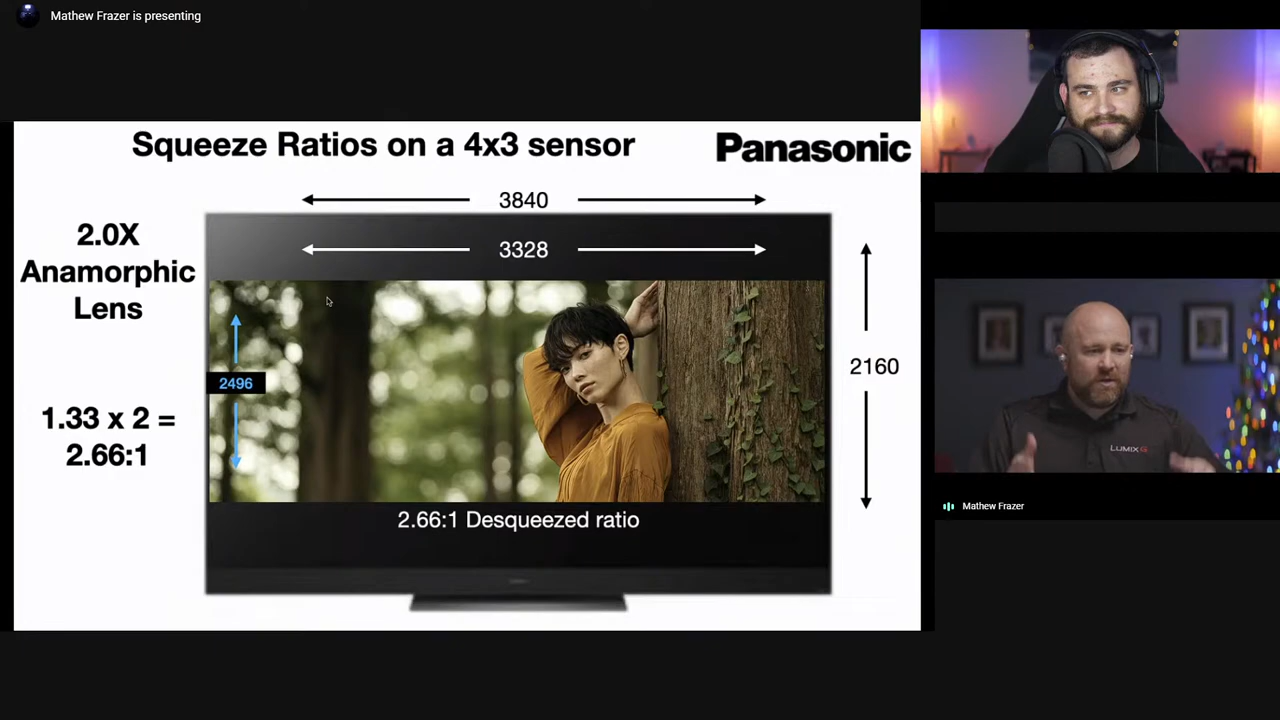 Mathew Frazer is presenting
Squeeze Ratios on a 4x3 sensor
Panasonic
3840
2.0X
Anamorphic
Lens
3328
2496
2160
1.33 x 2 =
2.66:1
2.66:1 Desqueezed ratio
LUMIX G
Mathew Frazer